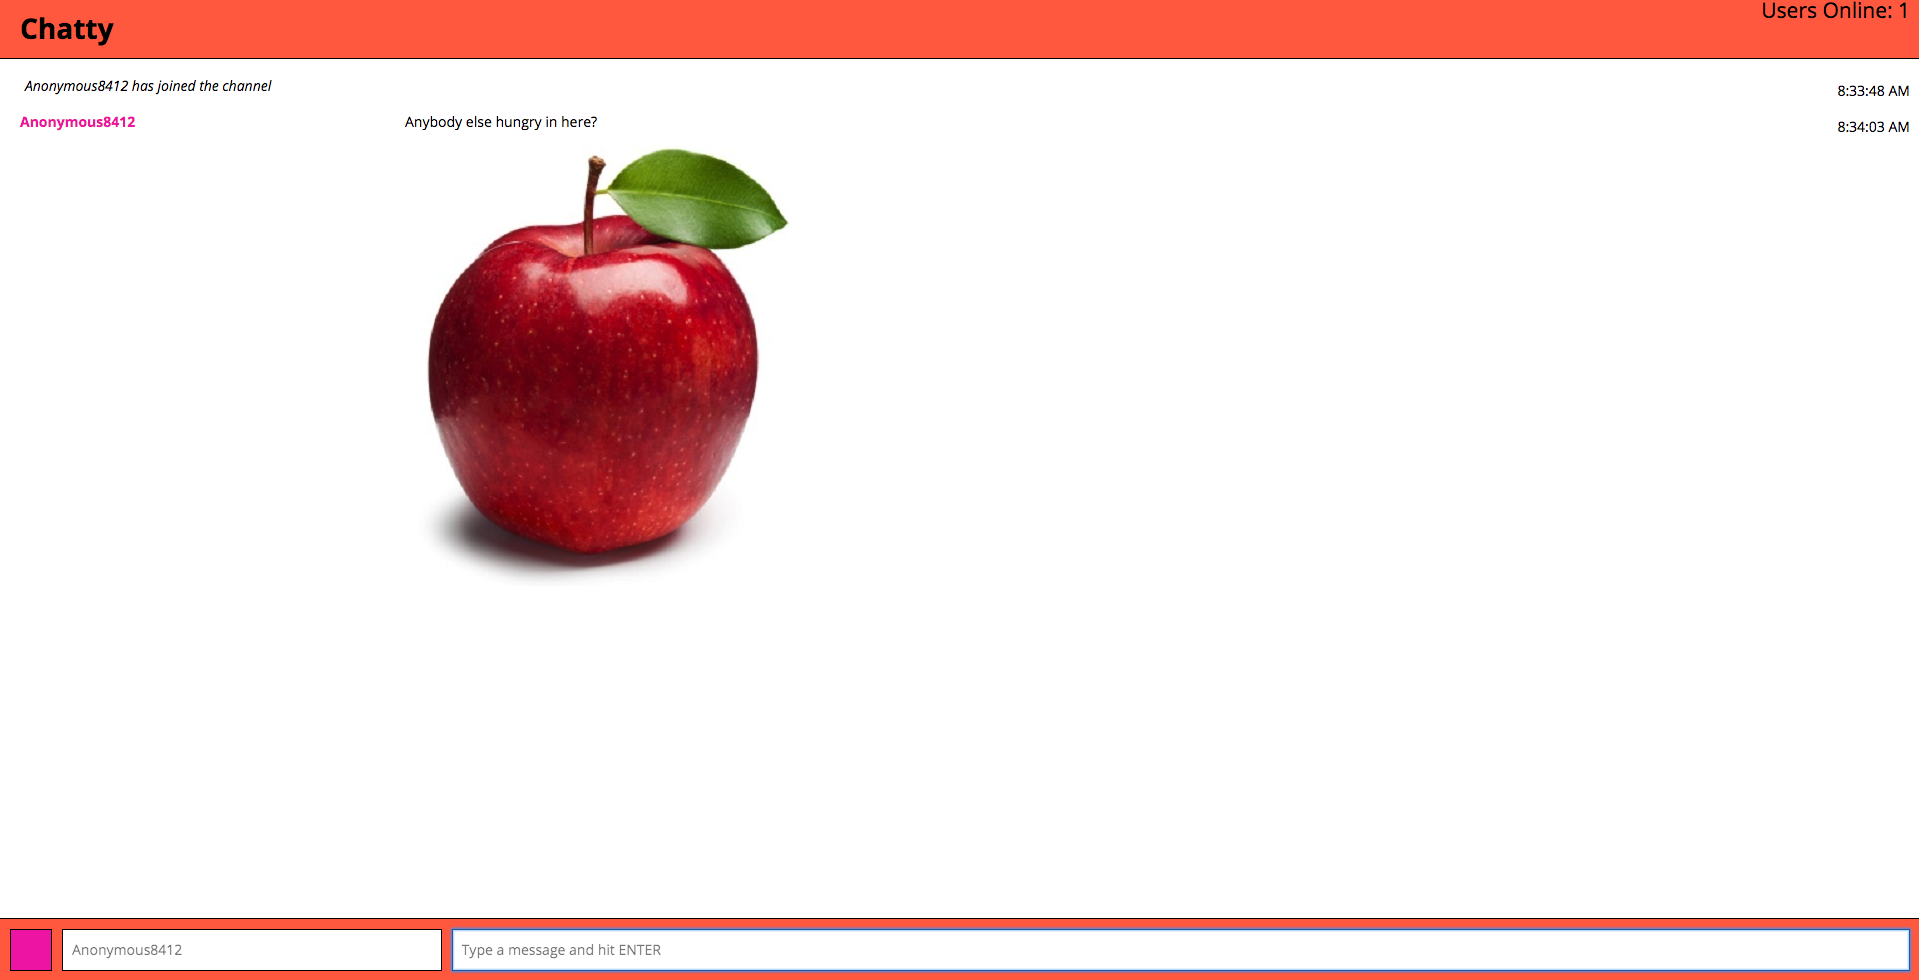 Chatty
Users Online: 1
Anonymous8412 has joined the channel
8:33:48 AM
Anonymous8412
Anybody else hungry in here?
8:34:03 AM
Anonymous8412
Type a message and hit ENTER